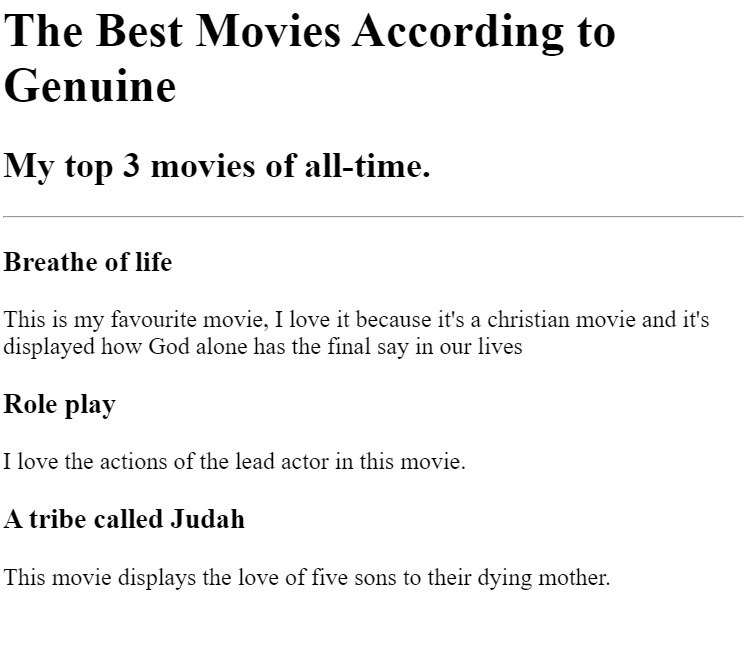 The Best Movies According to
Genuine
My top 3 movies of all-time.
Breathe of life
This is my favourite movie, I love it because it's a christian movie and it's
displayed how God alone has the final say in our lives
Role play
I love the actions of the lead actor in this movie.
A tribe called Judah
This movie displays the love of five sons to their dying mother.